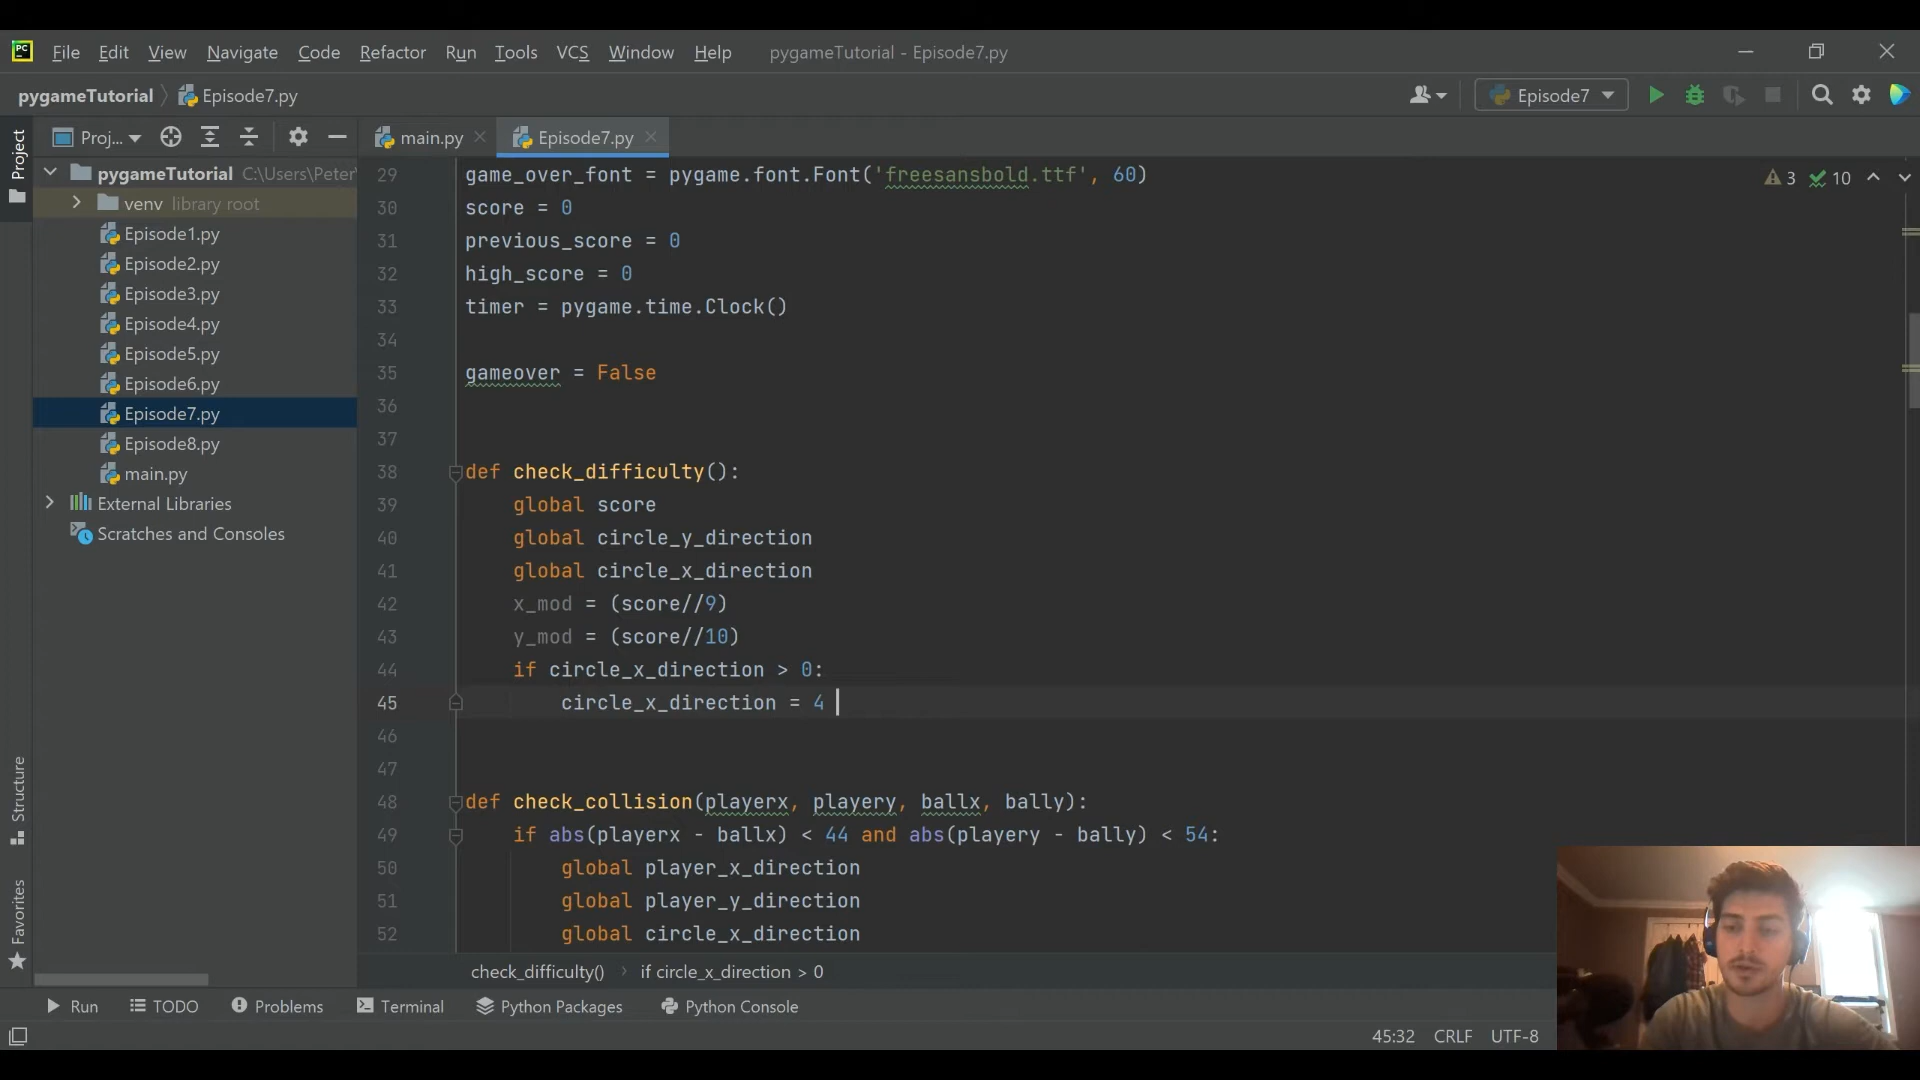 PC File Edit View Navigate Code Refactor Run Tools VCS Window Help pygameTutorial - Episode7.py
pygameTutorial Episode7.py Episode7
Proj... main.py Episode7.py
Project
pygameTutorial C:\Users\Peter\
venv library root
Episode1.py
Episode2.py
Episode3.py
Episode4.py
Episode5.py
Episode6.py
Episode7.py
Episode8.py
main.py
External Libraries
Scratches and Consoles
Structure
Favorites
29 game_over_font = pygame.font.Font('freesansbold.ttf', 60)
3 10
30 score = 0
31 previous_score = 0
32 high_score = 0
33 timer = pygame.time.Clock()
34
35 gameover = False
36
37
38 def check_difficulty():
39 global score
40 global circle_y_direction
41 global circle_x_direction
42 x_mod = (score//9)
43 y_mod = (score//10)
44 if circle_x_direction > 0:
45 circle_x_direction = 4
46
47
48 def check_collision(playerx, playery, ballx, bally):
49 if abs(playerx - ballx) < 44 and abs(playery - bally) < 54:
50 global player_x_direction
51 global player_y_direction
52 global circle_x_direction
check_difficulty() › if circle_x_direction > 0
Run TODO Problems Terminal Python Packages Python Console
45:32 CRLF UTF-8